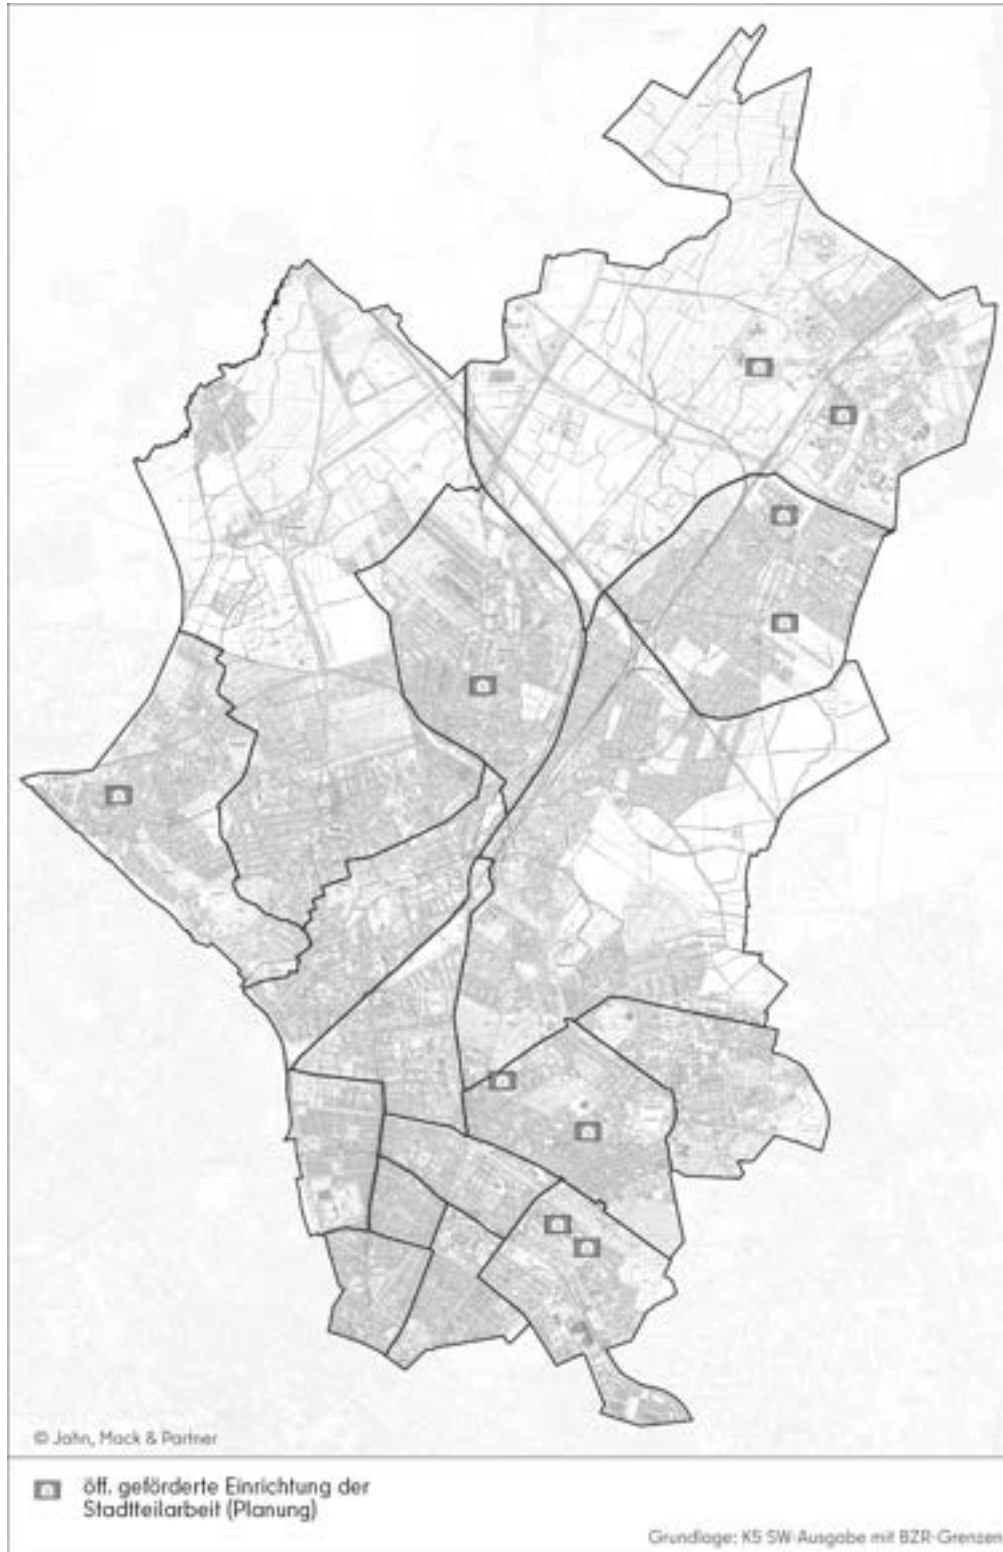 © Jahn, Mack & Partner
öff. geförderte Einrichtung der
Stadtteilarbeit (Planung)
Grundlage: K5 SW-Ausgabe mit BZR-Grenzen